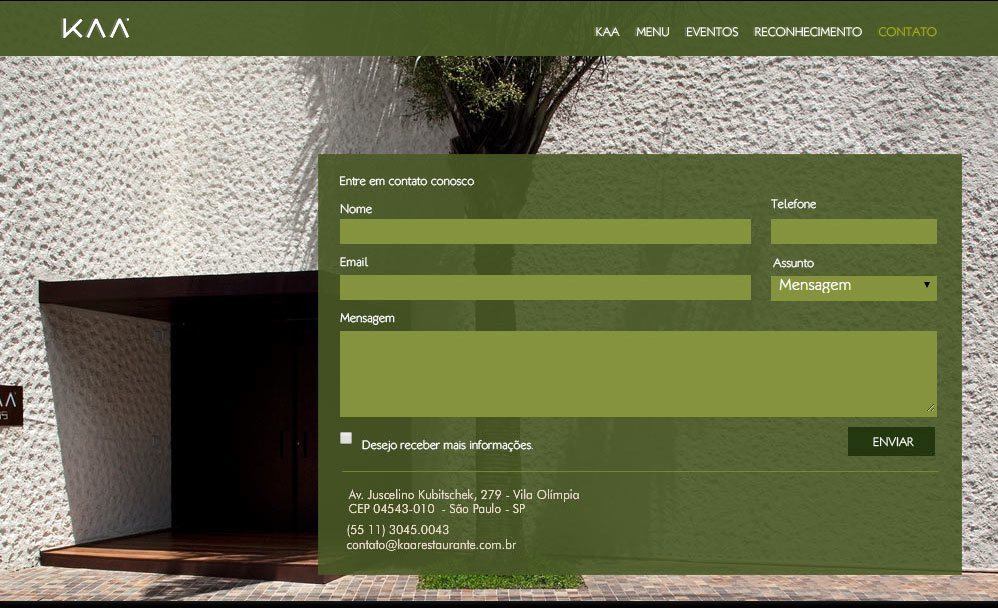 KAA
KAA MENU EVENTOS RECONHECIMENTO CONTATO
Entre em contato conosco
Nome
Telefone
Email
Assunto
Mensagem
Mensagem
Desejo receber mais informações.
ENVIAR
Av. Juscelino Kubitschek, 279 - Vila Olímpia
CEP 04543-010 - São Paulo - SP
(55 11) 3045.0043
contato@kaarestaurante.com.br